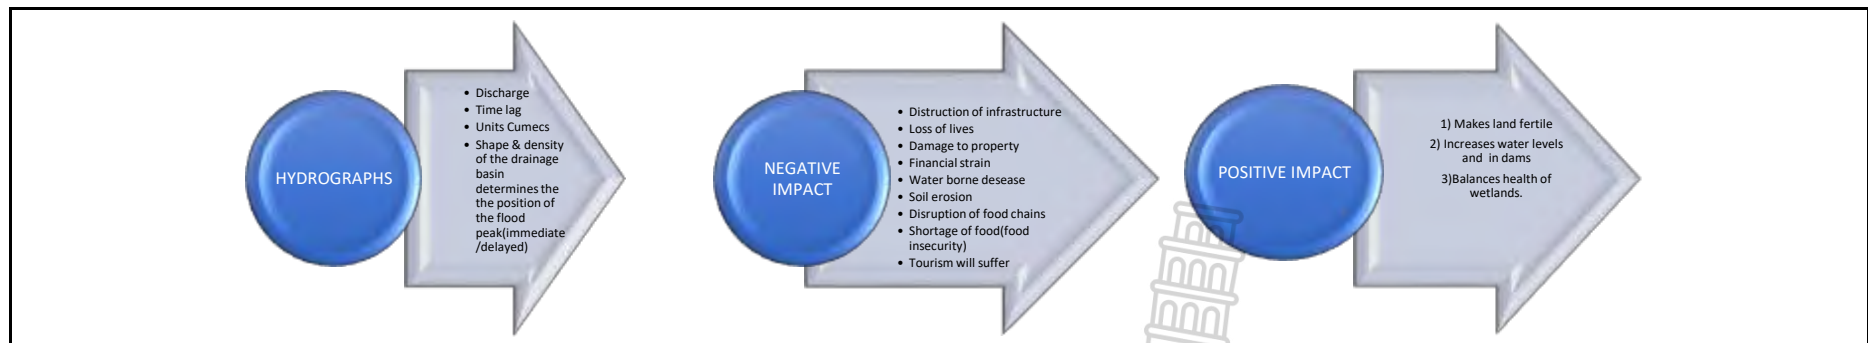 HYDROGRAPHS
• Discharge
• Time lag
• Units Cumecs
• Shape & density
of the drainage
basin
determines the
the position of
the flood
peak(immediate
/delayed)
NEGATIVE
IMPACT
• Distruction of infrastructure
• Loss of lives
• Damage to property
• Financial strain
• Water borne desease
• Soil erosion
• Disruption of food chains
• Shortage of food(food
insecurity)
• Tourism will suffer
POSITIVE IMPACT
1) Makes land fertile
2) Increases water levels
and in dams
3)Balances health of
wetlands.